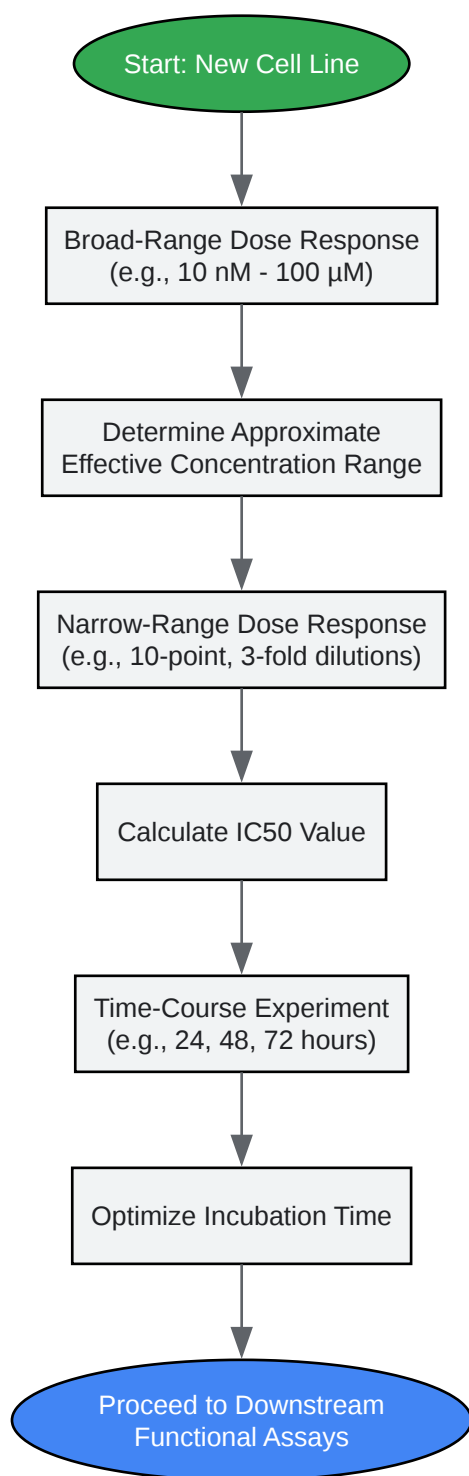 Start: New Cell Line
Broad-Range Dose Response
(e.g., 10 nM - 100 µM)
Determine Approximate
Effective Concentration Range
Narrow-Range Dose Response
(e.g., 10-point, 3-fold dilutions)
Calculate IC50 Value
Time-Course Experiment
(e.g., 24, 48, 72 hours)
Optimize Incubation Time
Proceed to Downstream
Functional Assays